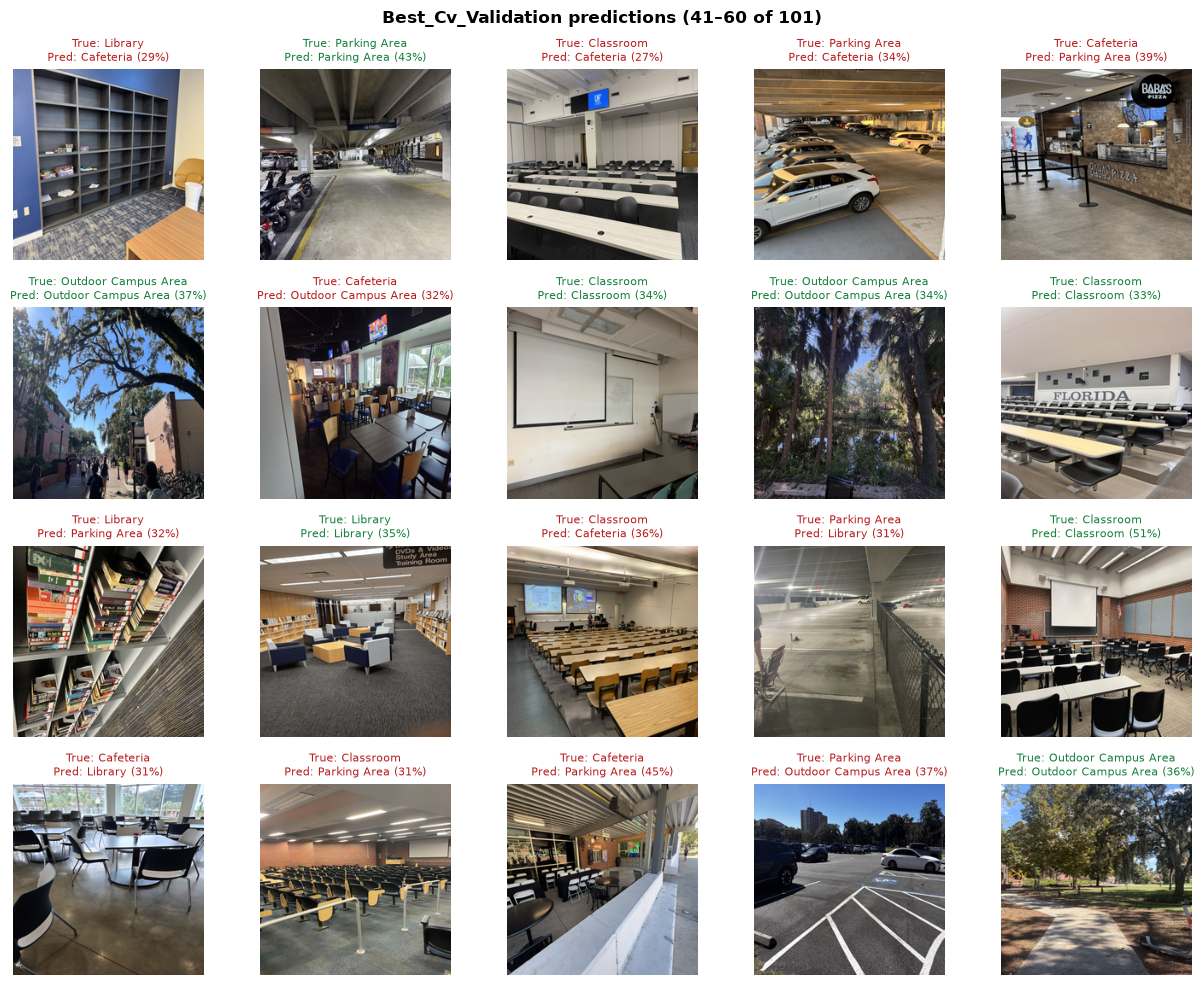 Best_Cv_Validation predictions (41–60 of 101)
True: Library
Pred: Cafeteria (29%)
True: Parking Area
Pred: Parking Area (43%)
True: Classroom
Pred: Cafeteria (27%)
True: Parking Area
Pred: Cafeteria (34%)
True: Cafeteria
Pred: Parking Area (39%)
UF
BABA'S
PIZZA
BABA'S PIZZA
True: Outdoor Campus Area
Pred: Outdoor Campus Area (37%)
True: Cafeteria
Pred: Outdoor Campus Area (32%)
True: Classroom
Pred: Classroom (34%)
True: Outdoor Campus Area
Pred: Outdoor Campus Area (34%)
True: Classroom
Pred: Classroom (33%)
FLORIDA
True: Library
Pred: Parking Area (32%)
True: Library
Pred: Library (35%)
True: Classroom
Pred: Cafeteria (36%)
True: Parking Area
Pred: Library (31%)
True: Classroom
Pred: Classroom (51%)
DVDs & Videos
Study Area
Training Room
True: Cafeteria
Pred: Library (31%)
True: Classroom
Pred: Parking Area (31%)
True: Cafeteria
Pred: Parking Area (45%)
True: Parking Area
Pred: Outdoor Campus Area (37%)
True: Outdoor Campus Area
Pred: Outdoor Campus Area (36%)